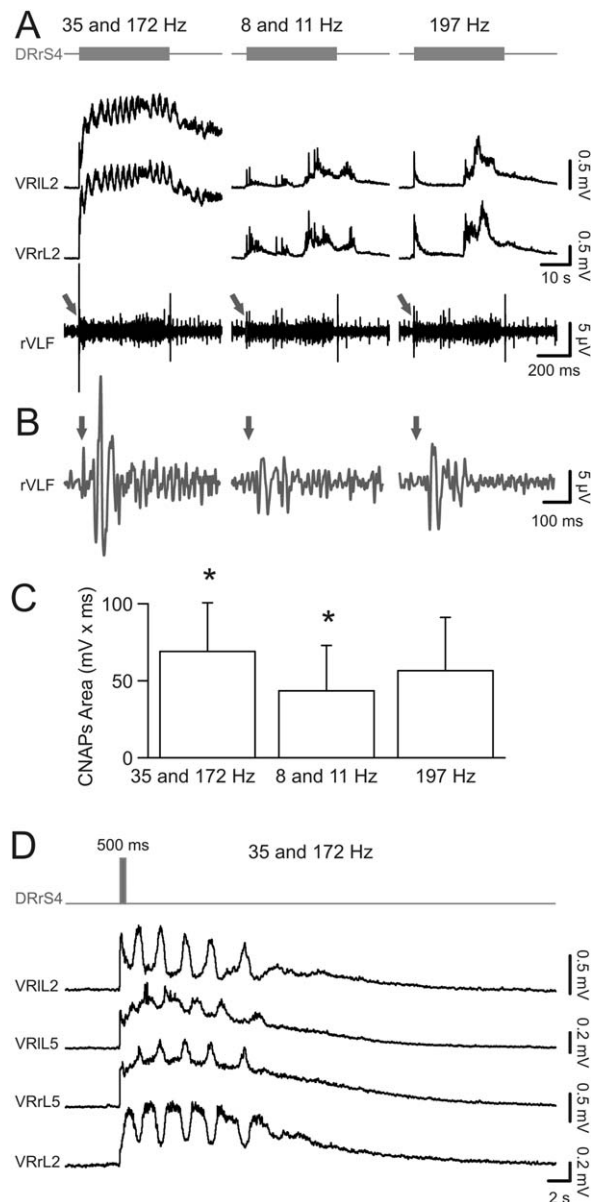 A
35 and 172 Hz
8 and 11 Hz
197 Hz
DRrS4
VRlL2
0.5 mV
VRrL2
0.5 mV
10 s
rVLF
5 µV
200 ms
B
rVLF
5 µV
100 ms
C
*
*
CNAPs Area (mV x ms)
100
50
0
35 and 172 Hz
8 and 11 Hz
197 Hz
D
500 ms
35 and 172 Hz
DRrS4
VRlL2
0.5 mV
VRlL5
0.2 mV
VRrL5
0.5 mV
VRrL2
0.2 mV
2 s